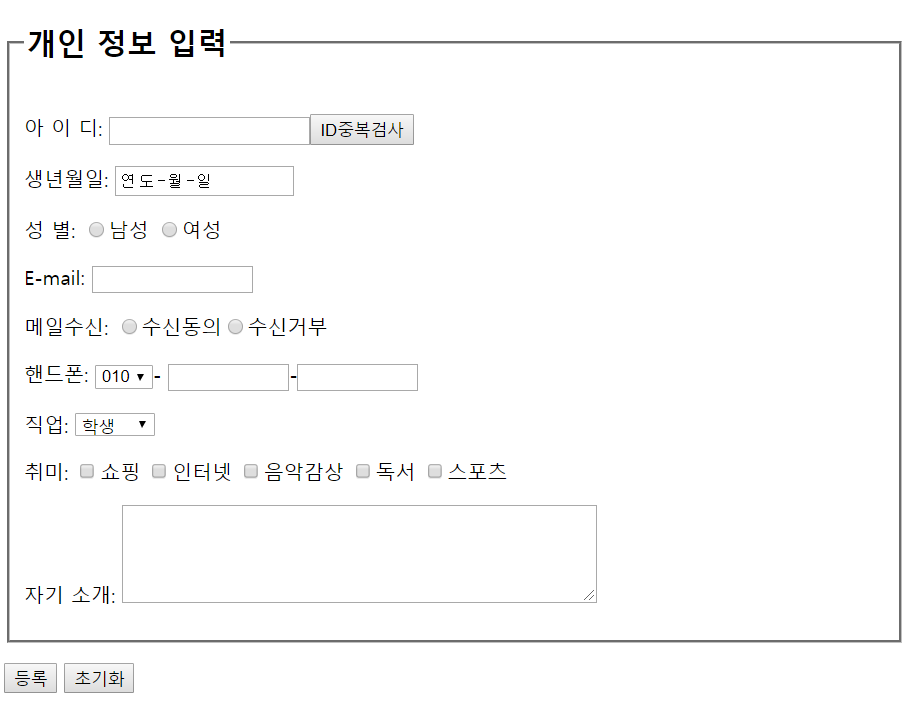 개인 정보 입력
아 이 디: ID중복검사
생년월일: 연도-월-일
성 별: 남성 여성
E-mail:
메일수신: 수신동의 수신거부
핸드폰: 010 - -
직업: 학생
취미: 쇼핑 인터넷 음악감상 독서 스포츠
자기 소개:
등록 초기화